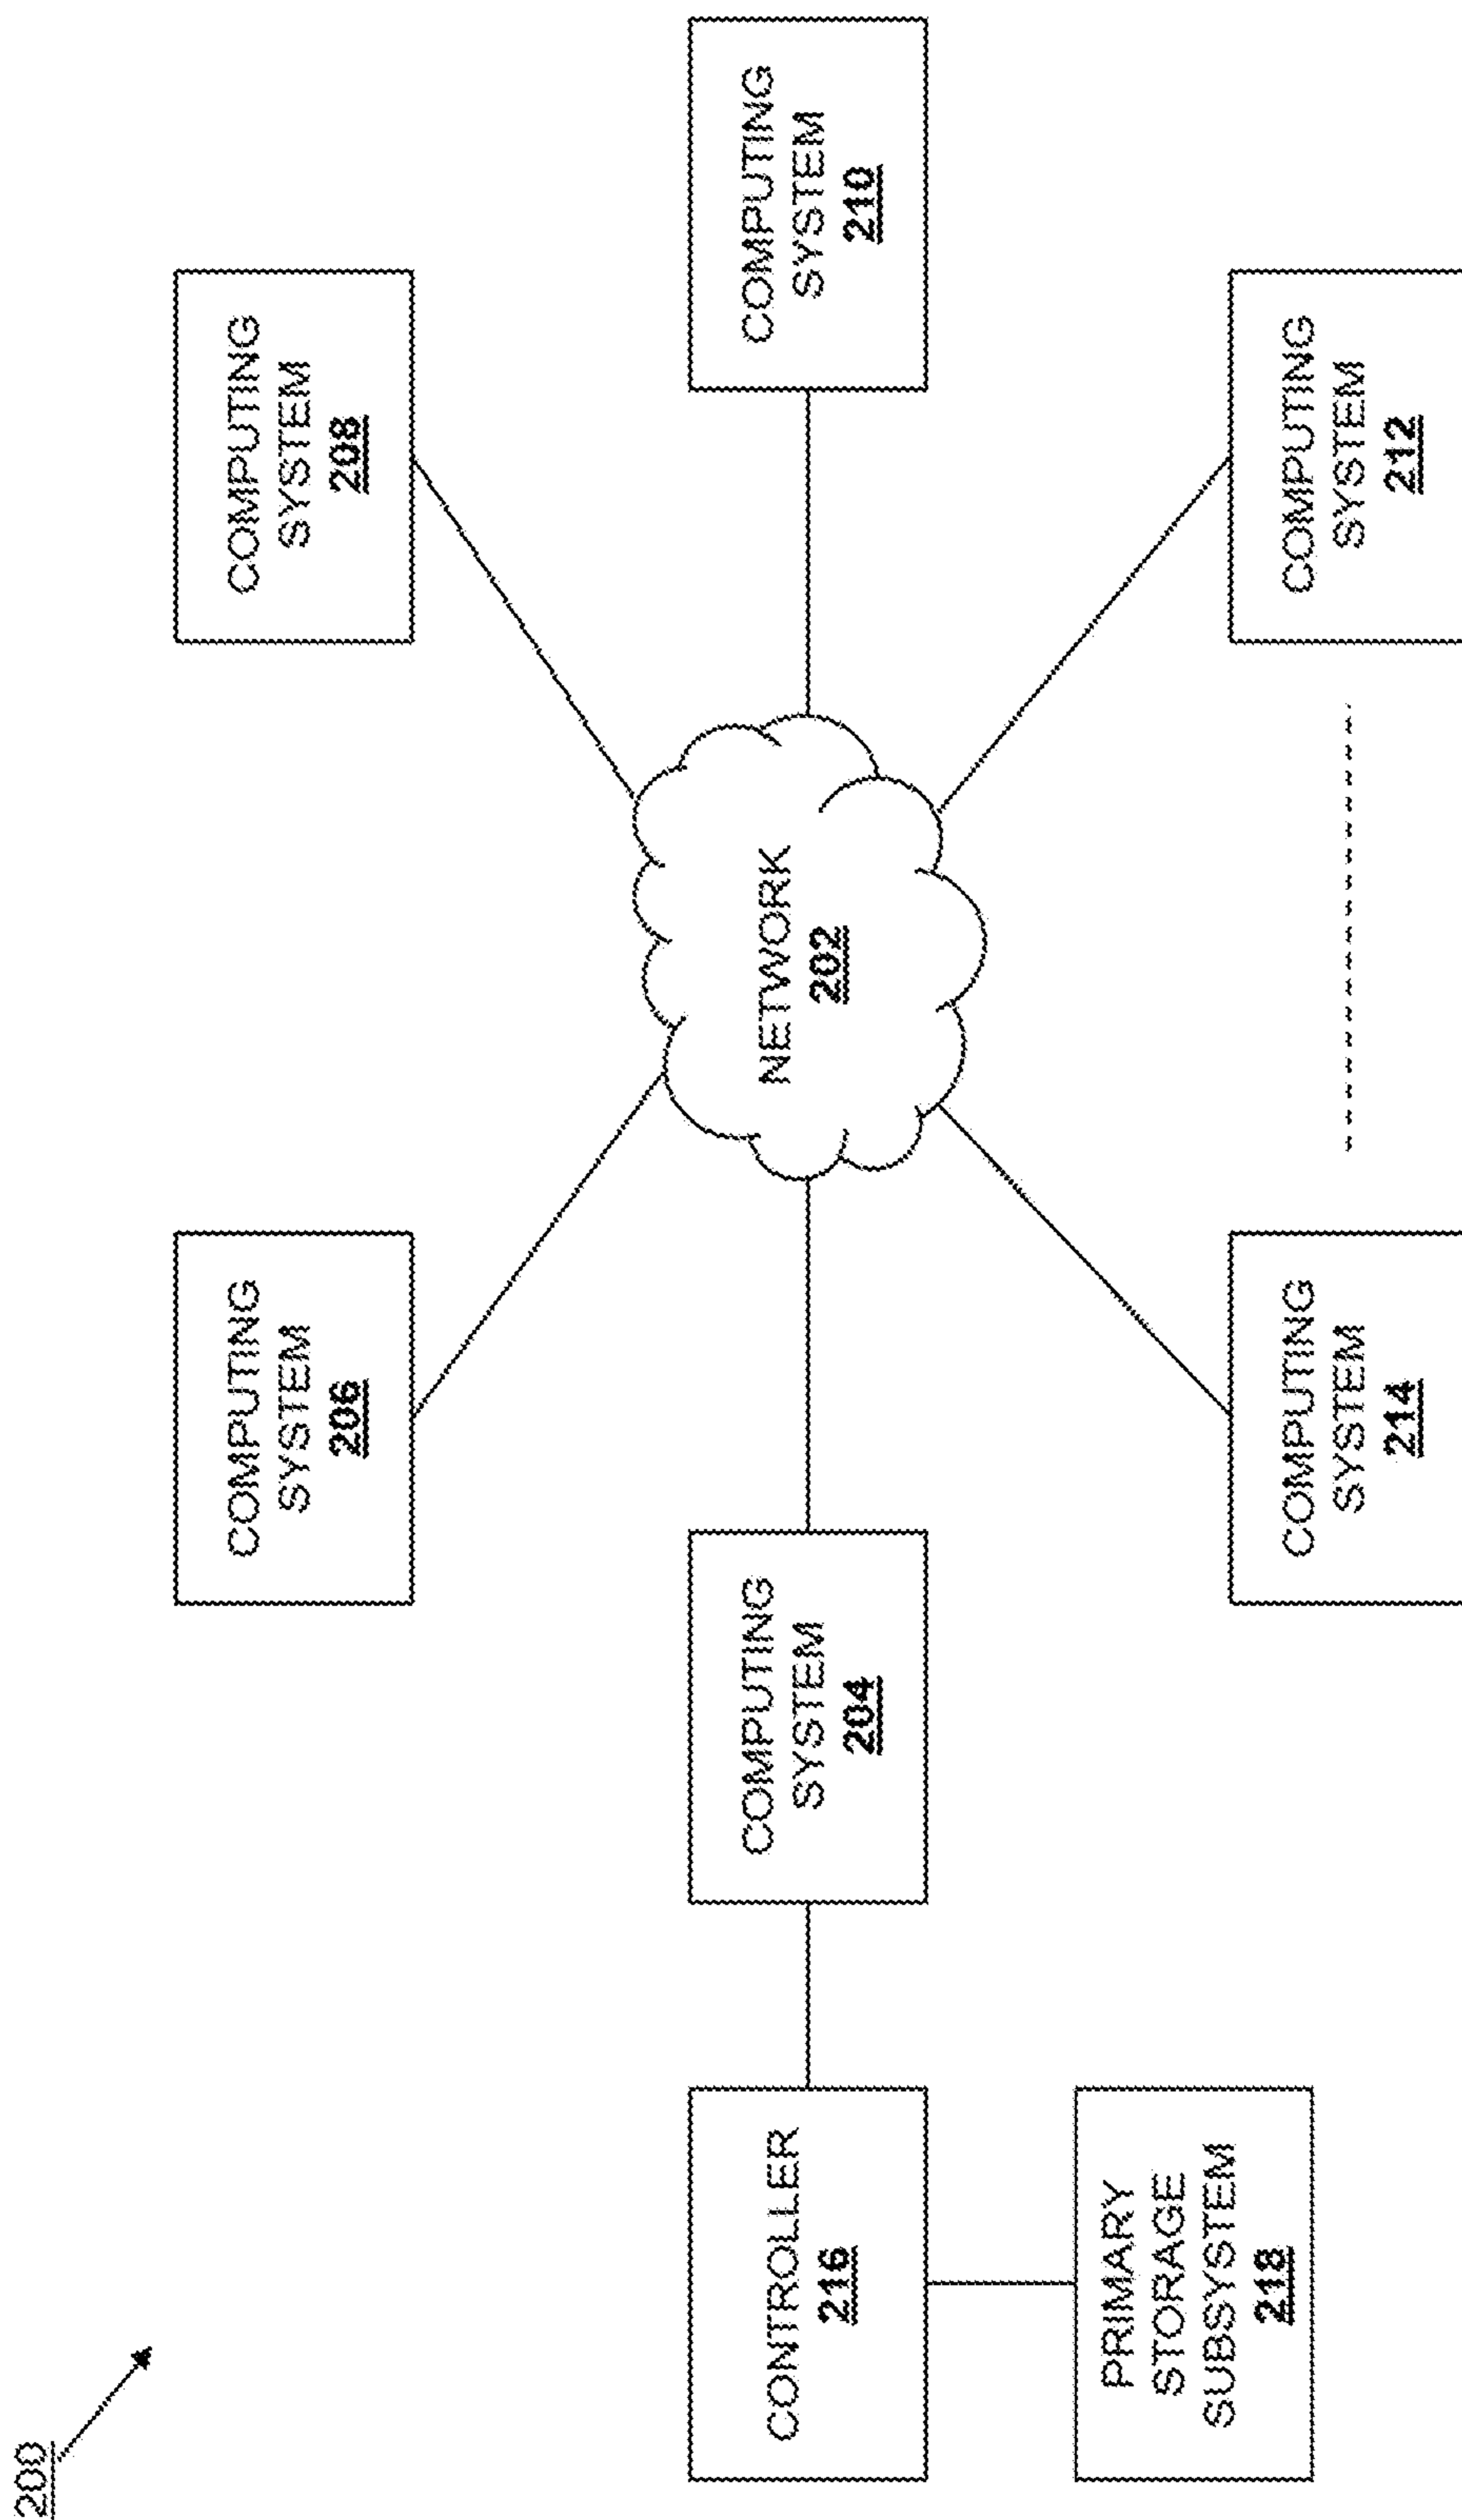 200
COMPUTING
SYSTEM
206
COMPUTING
SYSTEM
208
CONTROLLER
216
COMPUTING
SYSTEM
204
NETWORK
202
COMPUTING
SYSTEM
210
PRIMARY
STORAGE
SUBSYSTEM
218
COMPUTING
SYSTEM
214
COMPUTING
SYSTEM
212